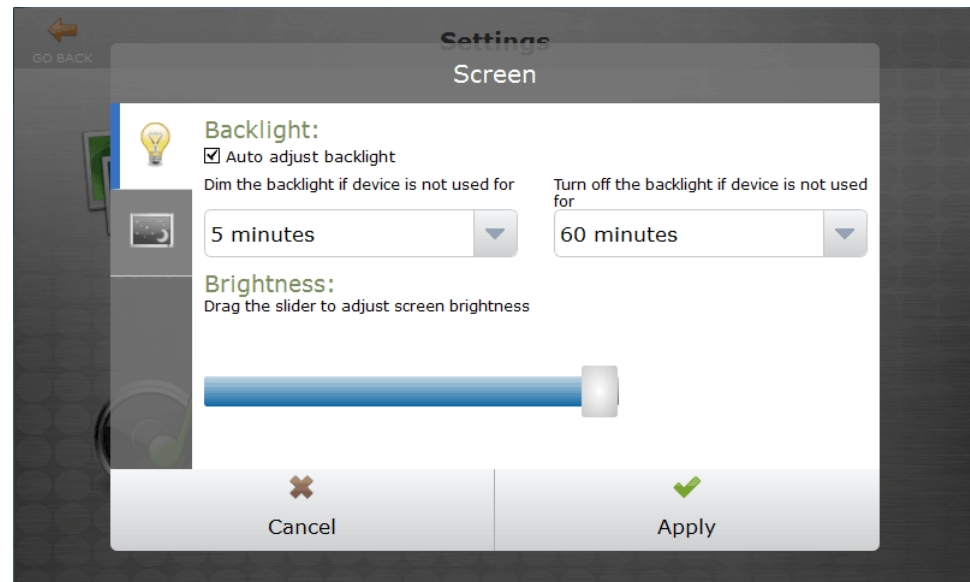 Settings
GO BACK
Screen
Backlight:
Auto adjust backlight
Dim the backlight if device is not used for
5 minutes
Turn off the backlight if device is not used
for
60 minutes
Brightness:
Drag the slider to adjust screen brightness
Cancel
Apply